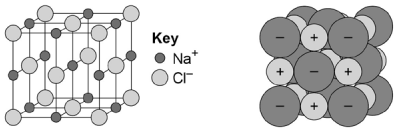 Key
Na⁺
Cl⁻
− + −
+ − +
− + −